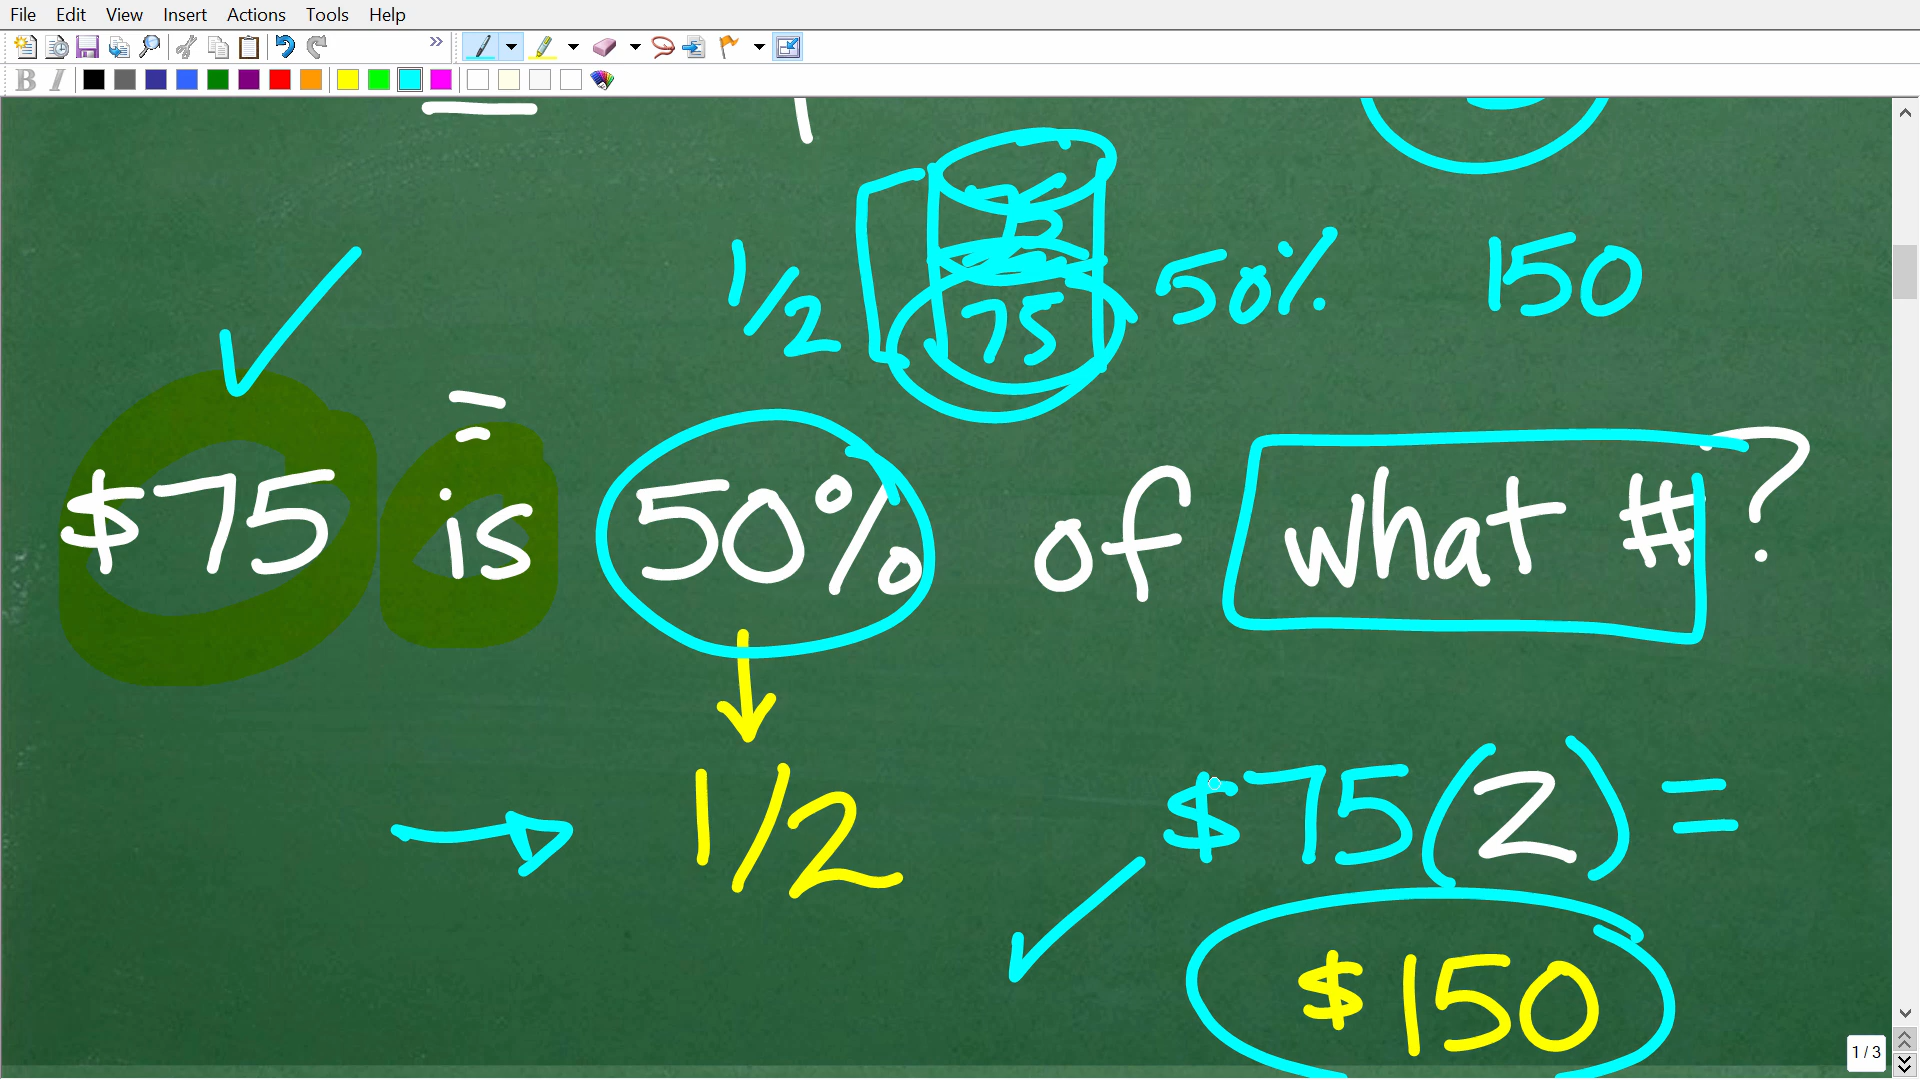 File Edit View Insert Actions Tools Help
B I
75
1/2 75 50% 150
$75 is 50% of what #?
1/2
$75(2) =
$150
1 / 3